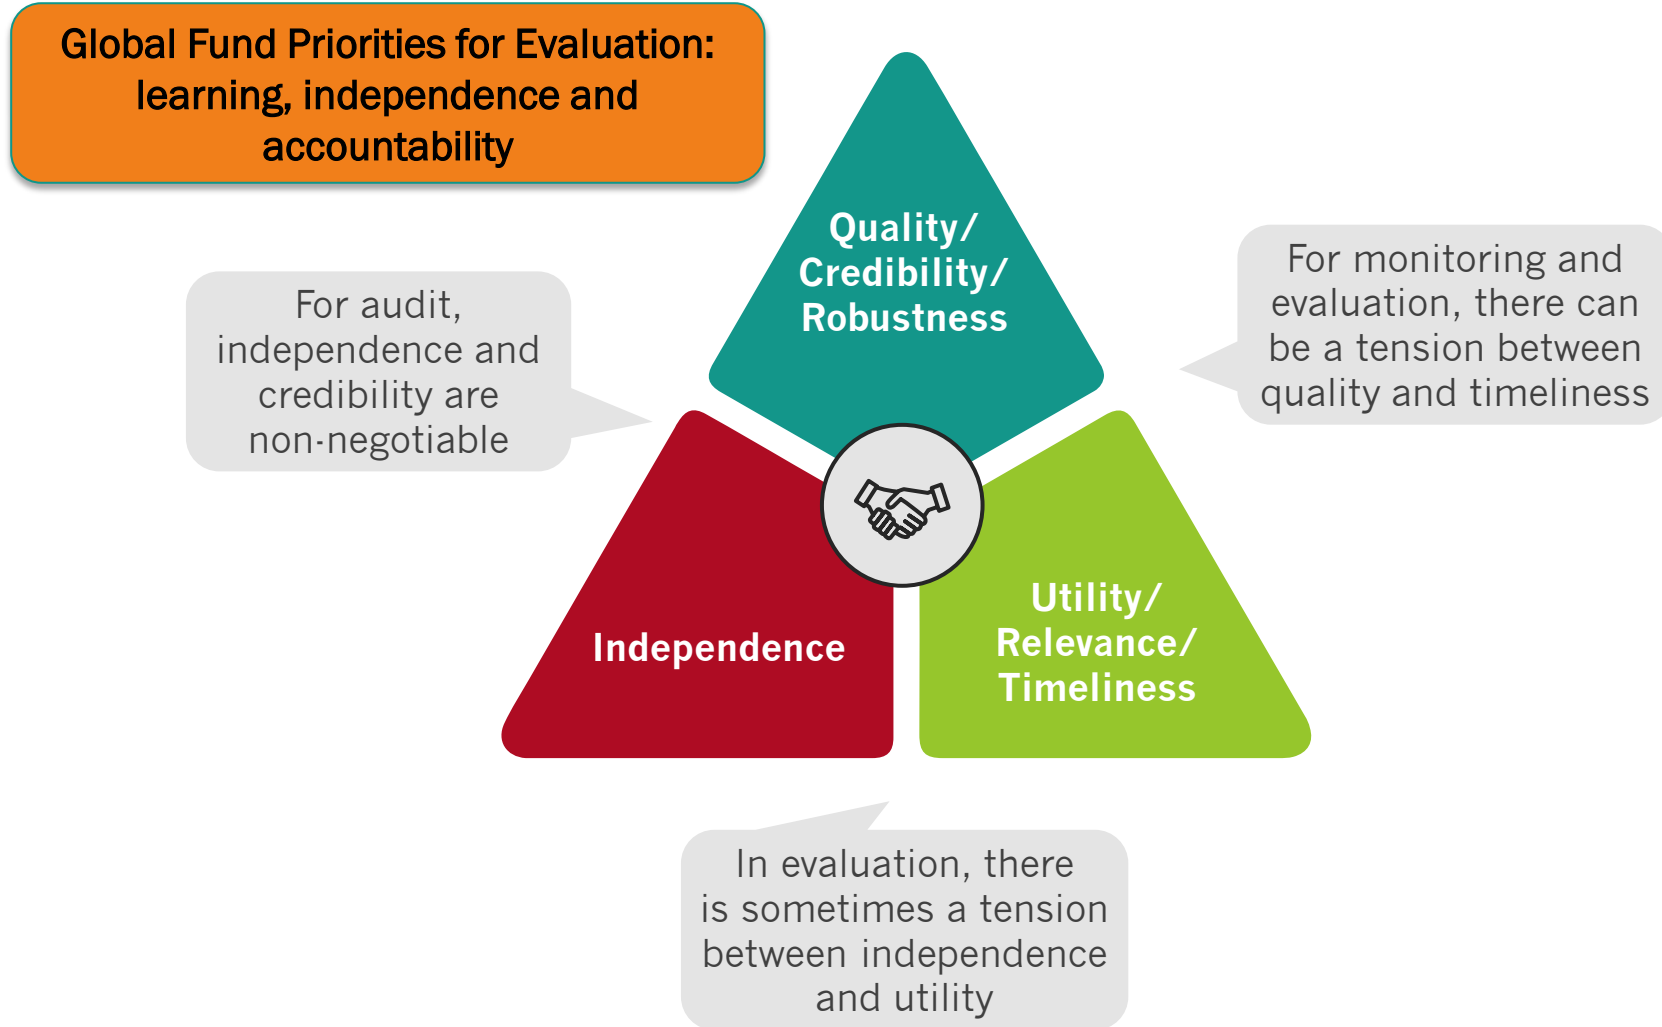 Global Fund Priorities for Evaluation:
learning, independence and
accountability
Quality/
Credibility/
Robustness
For audit,
independence and
credibility are
non-negotiable
For monitoring and
evaluation, there can
be a tension between
quality and timeliness
Independence
Utility/
Relevance/
Timeliness
In evaluation, there
is sometimes a tension
between independence
and utility